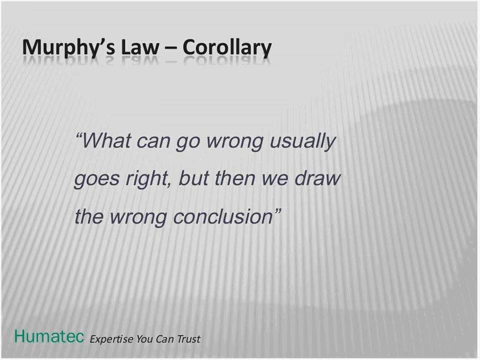 Murphy's Law – Corollary
“What can go wrong usually
goes right, but then we draw
the wrong conclusion”
Humatec Expertise You Can Trust